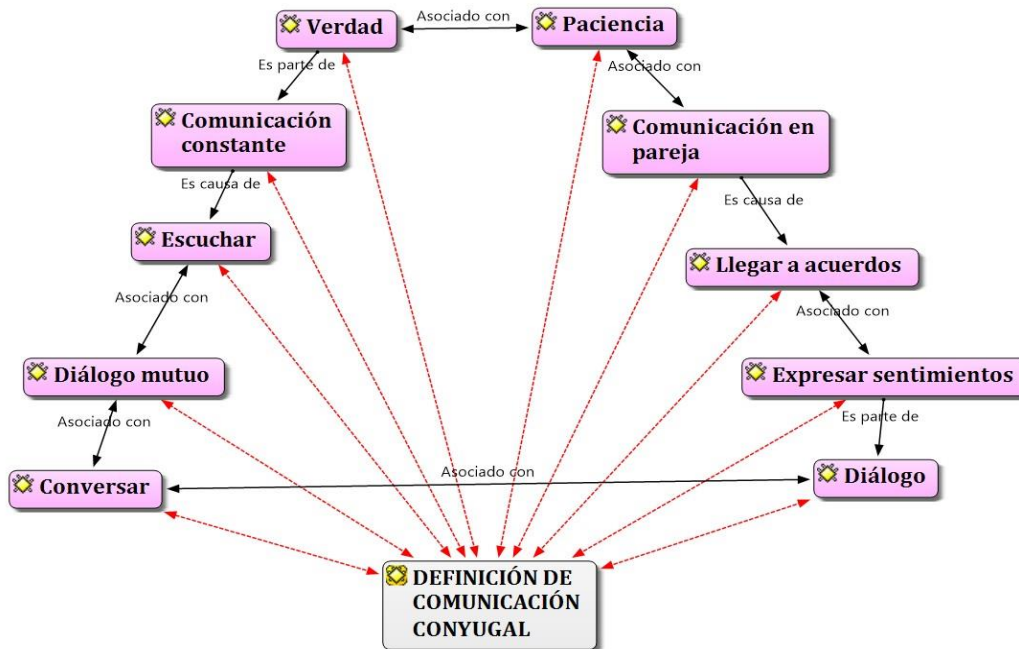 Verdad
Asociado con
Paciencia
Es parte de
Asociado con
Comunicación
constante
Comunicación en
pareja
Es causa de
Es causa de
Escuchar
Llegar a acuerdos
Asociado con
Asociado con
Diálogo mutuo
Expresar sentimientos
Asociado con
Es parte de
Conversar
Asociado con
Diálogo
DEFINICIÓN DE
COMUNICACIÓN
CONYUGAL